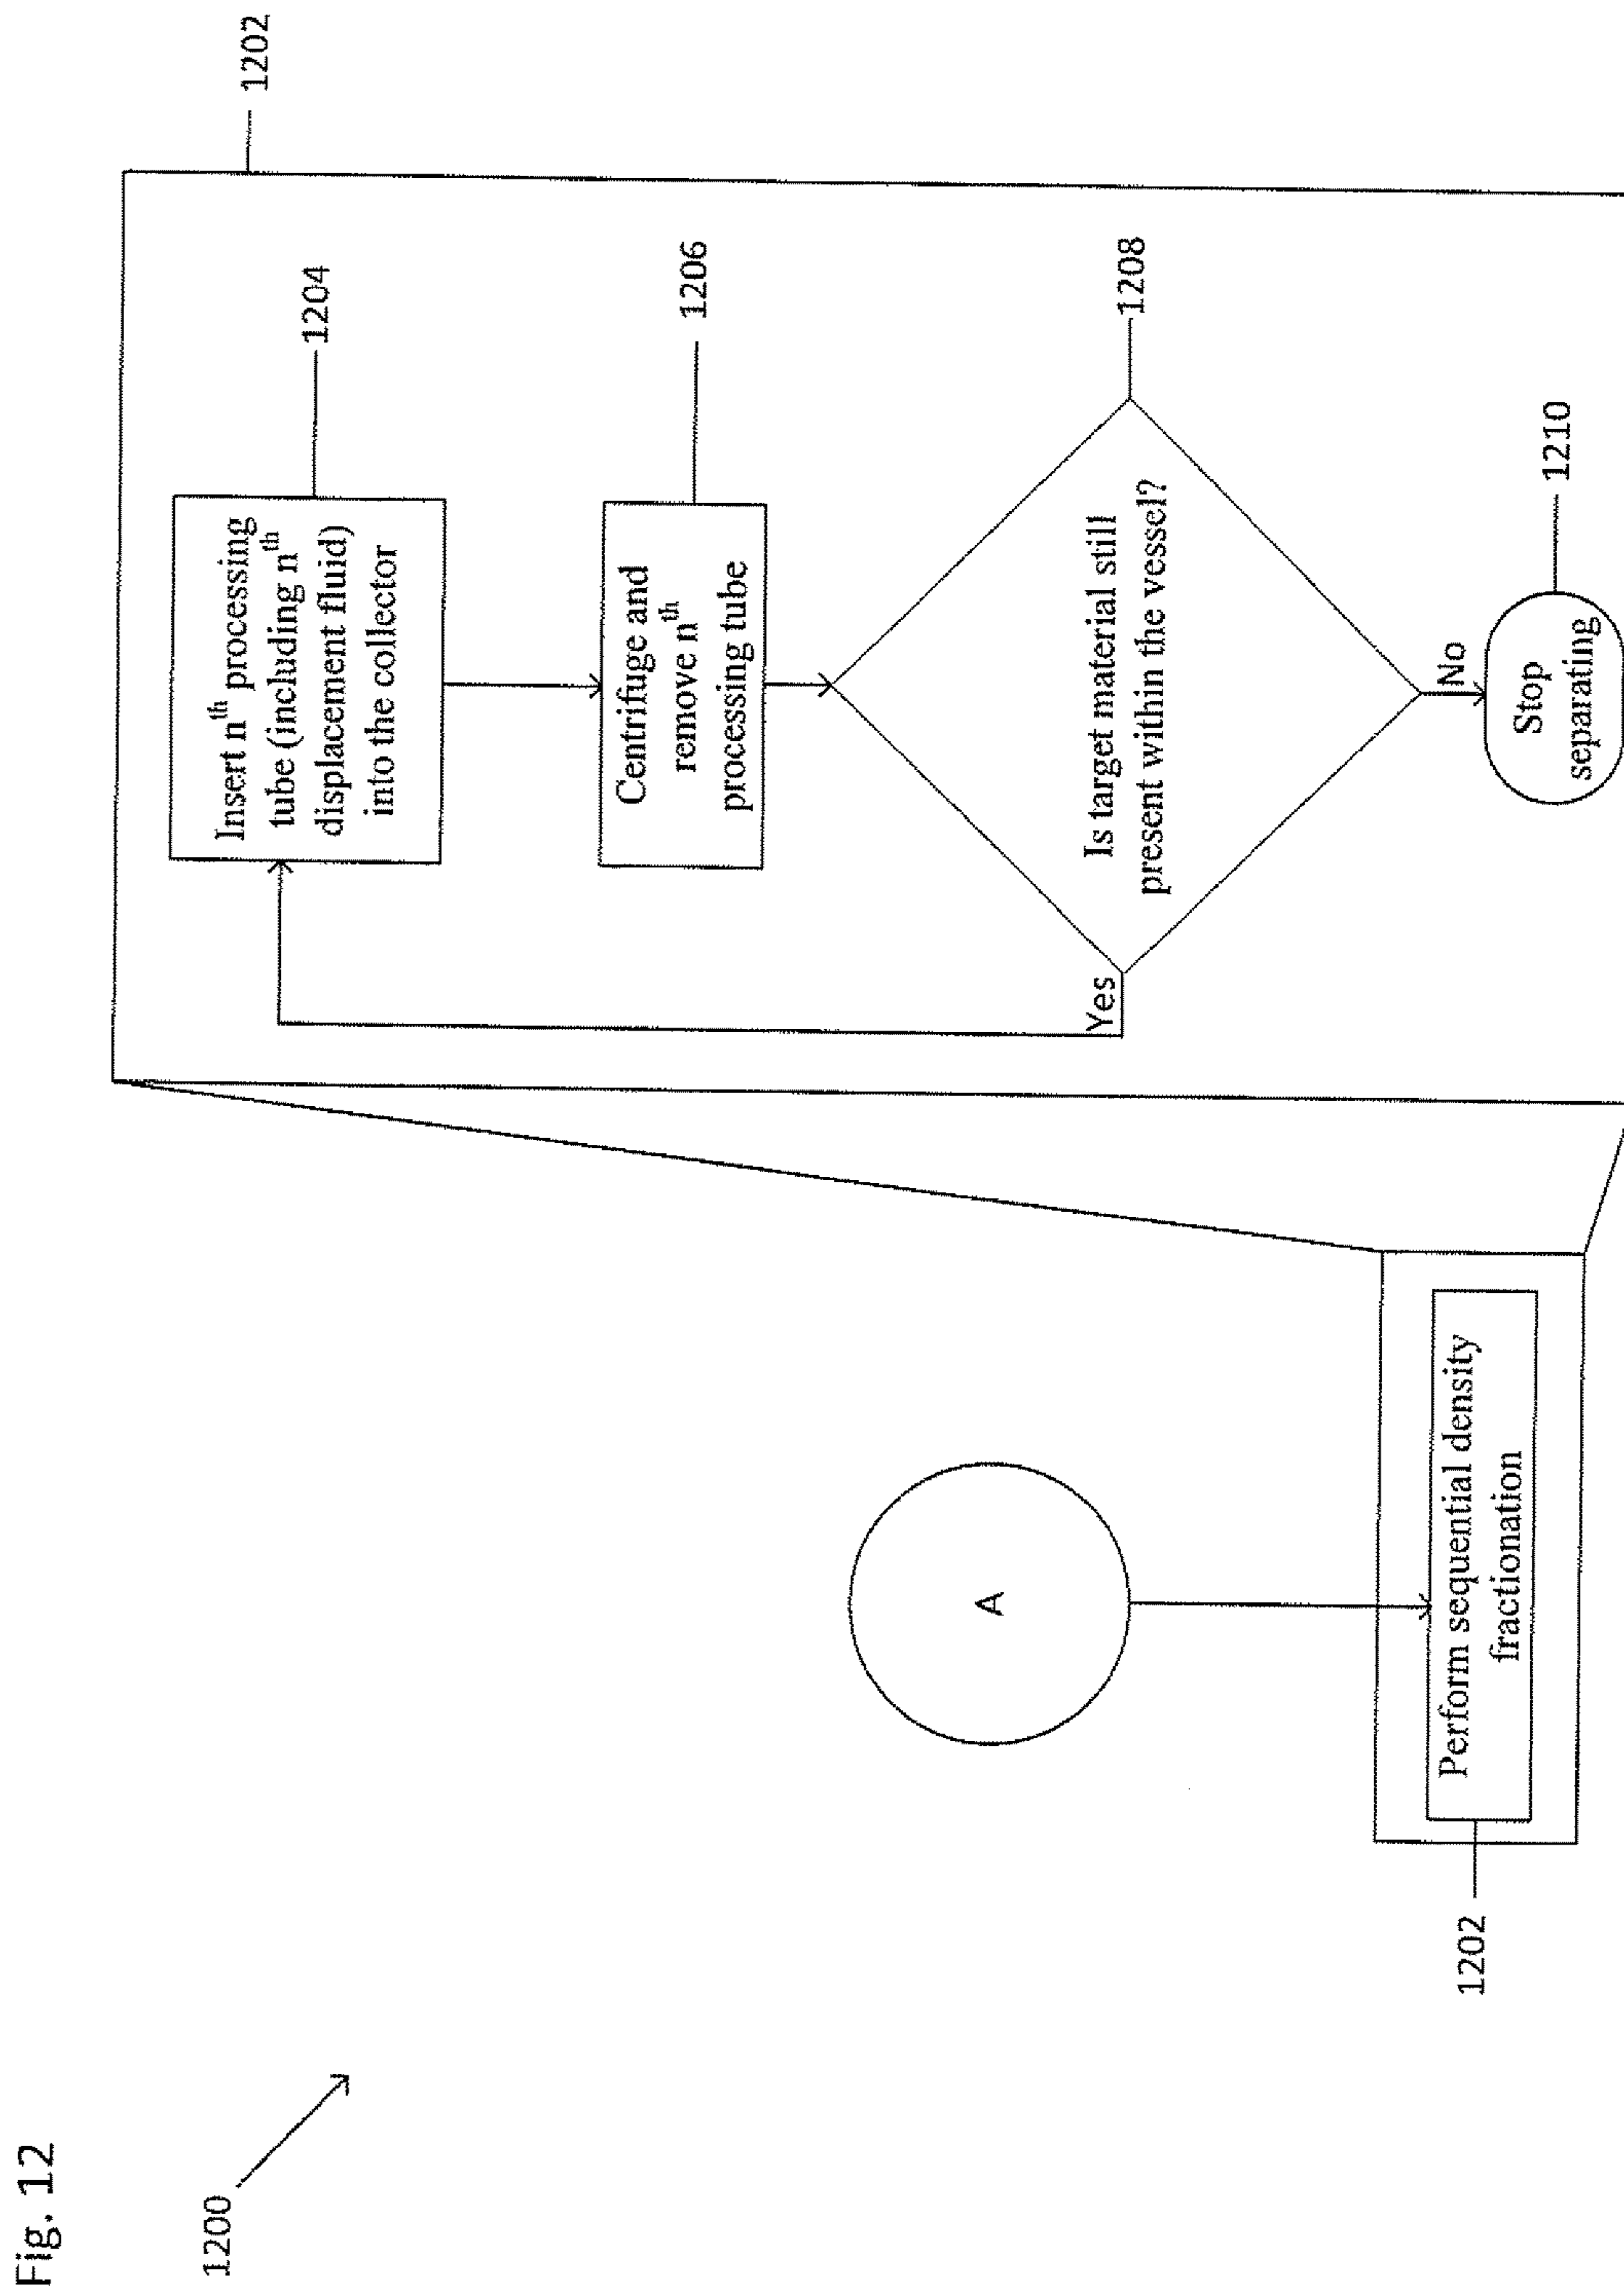 Fig. 12
1200
A
Perform sequential density
fractionation
1202
1202
Insert nth processing
tube (including nth
displacement fluid)
into the collector
1204
Centrifuge and
remove nth
processing tube
1206
Is target material still
present within the vessel?
1208
Yes
No
Stop
separating
1210